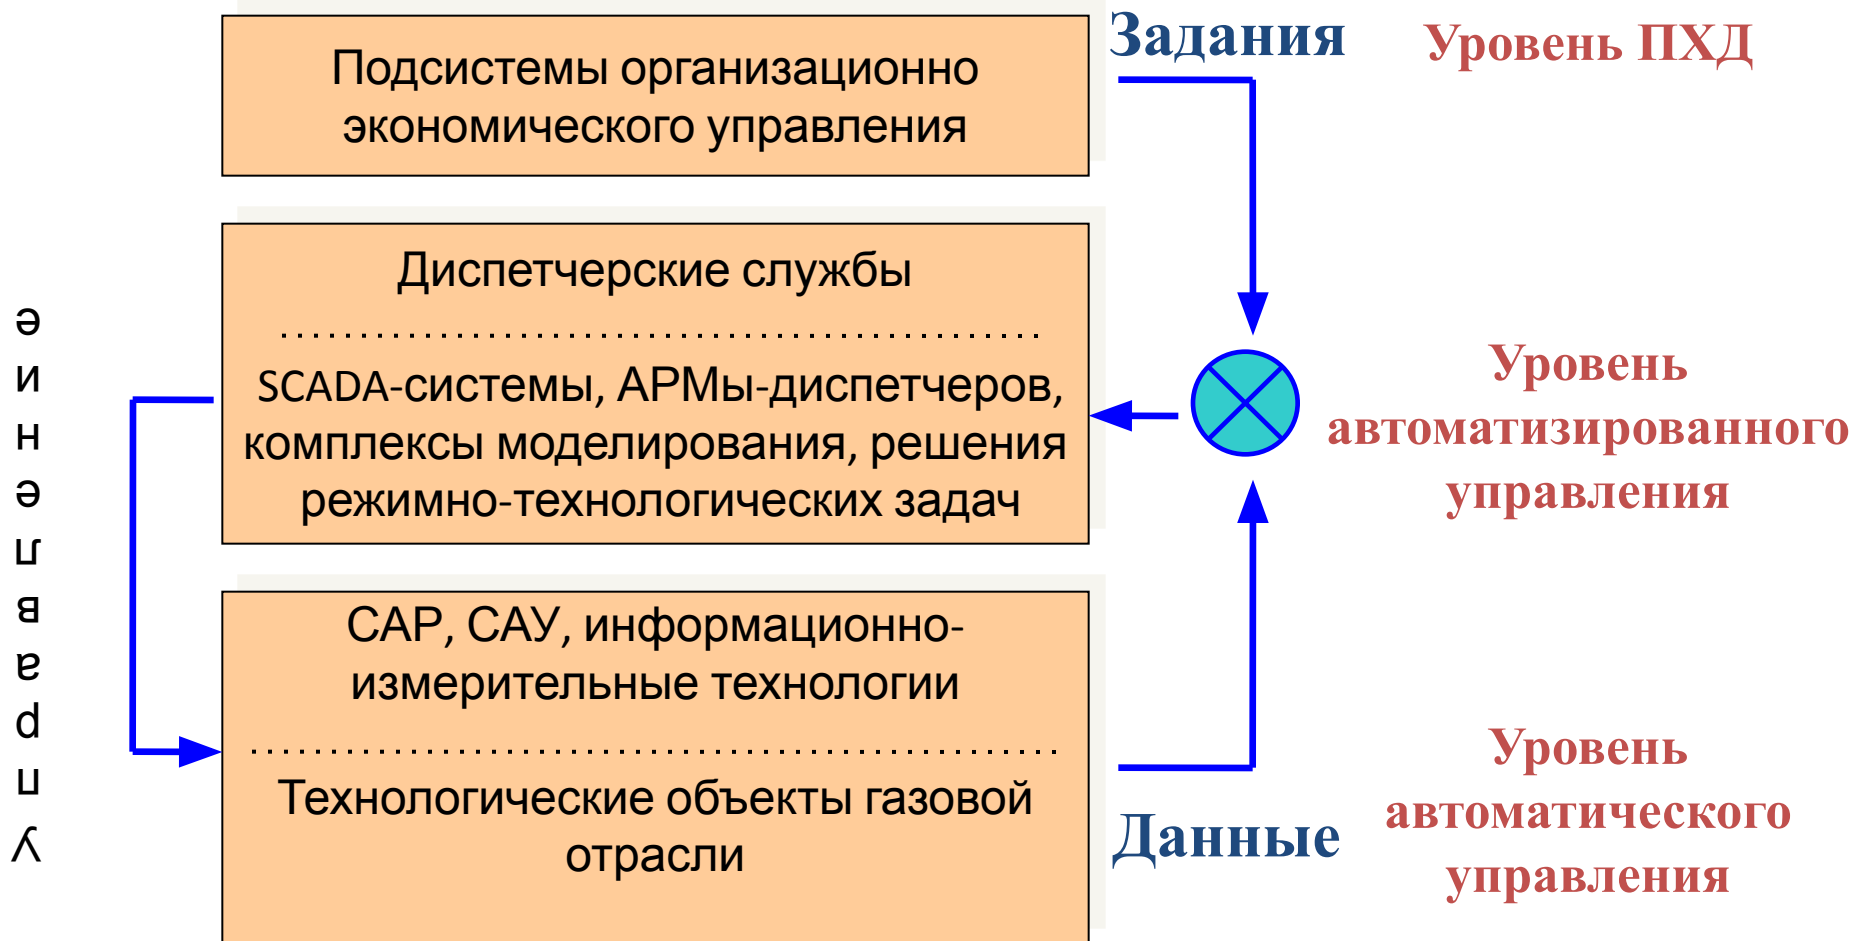 Подсистемы организационно
экономического управления
Задания
Уровень ПХД
Диспетчерские службы
SCADA-системы, АРМы-диспетчеров,
комплексы моделирования, решения
режимно-технологических задач
Уровень
автоматизированного
управления
Управление
САР, САУ, информационно-
измерительные технологии
Технологические объекты газовой
отрасли
Данные
Уровень
автоматического
управления